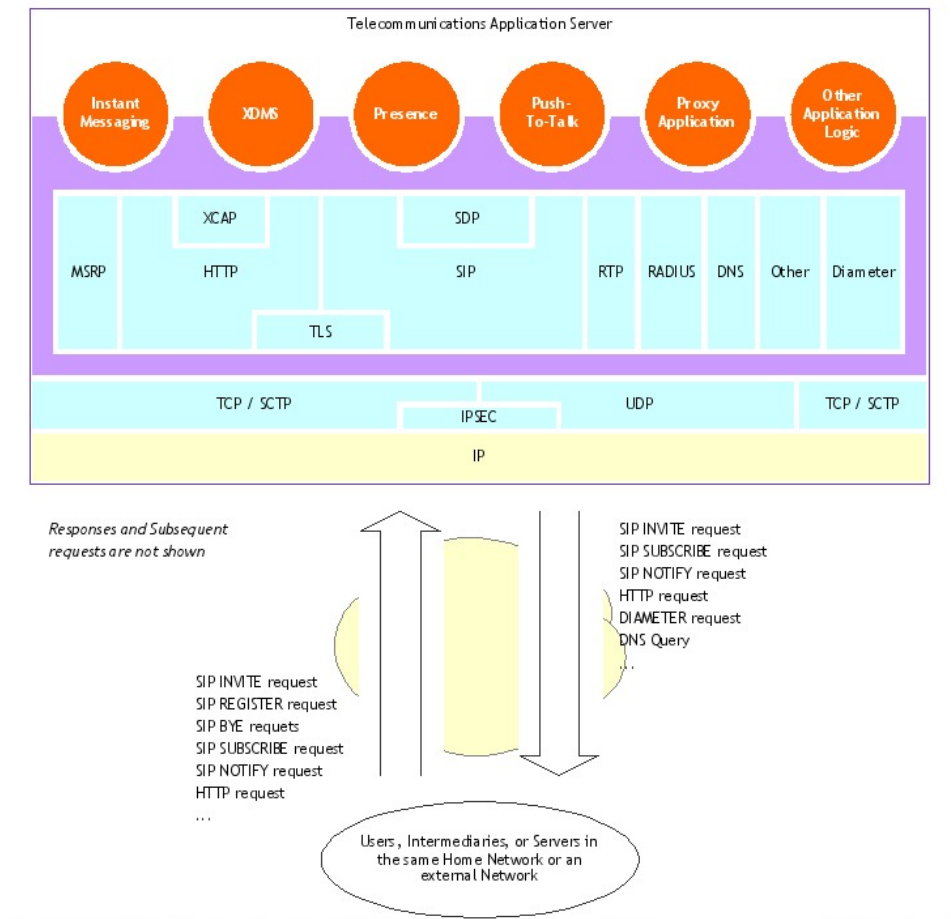 Telecommunications Application Server
Instant
Messaging
XDMS
Presence
Push-
To-Talk
Proxy
Application
Other
Application
Logic
XCAP
SDP
MSRP
HTTP
SIP
RTP
RADIUS
DNS
Other
Diameter
TLS
TCP / SCTP
IPSEC
UDP
TCP / SCTP
IP
Responses and Subsequent
requests are not shown
SIP INVITE request
SIP SUBSCRIBE request
SIP NOTIFY request
HTTP request
DIAMETER request
DNS Query
...
SIP INVITE request
SIP REGISTER request
SIP BYE requets
SIP SUBSCRIBE request
SIP NOTIFY request
HTTP request
...
Users, Intermediaries, or Servers in
the same Home Network or an
external Network